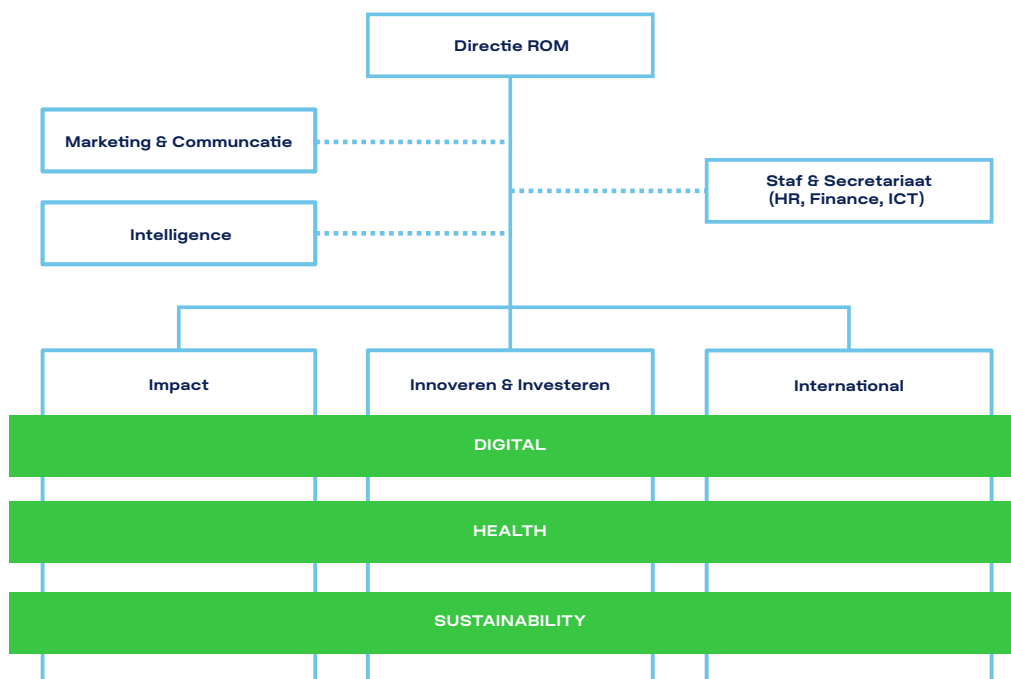 Directie ROM
Marketing & Communcatie
Staf & Secretariaat
(HR, Finance, ICT)
Intelligence
Impact
Innoveren & Investeren
International
DIGITAL
HEALTH
SUSTAINABILITY